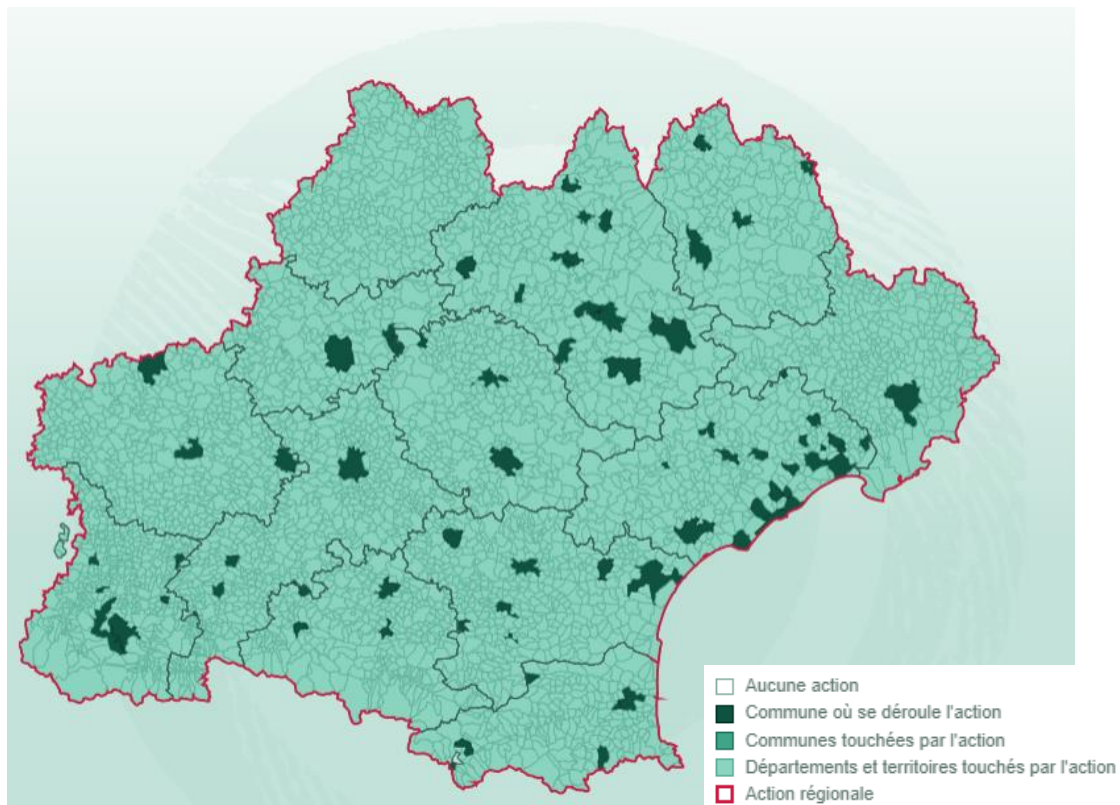 Aucune action
Commune où se déroule l'action
Communes touchées par l'action
Départements et territoires touchés par l'action
Action régionale